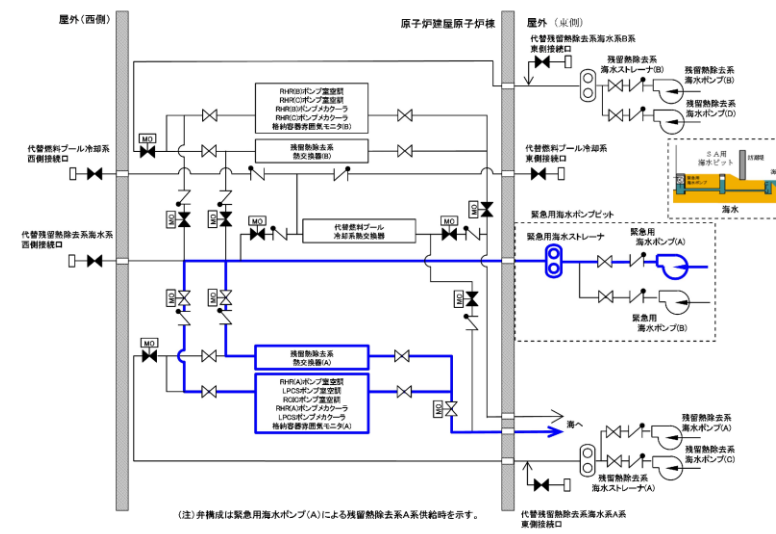 屋外(西側)
原子炉建屋原子炉棟
屋外 (東側)
代替残留熱除去系海水系B系
東側接続口
残留熱除去系
海水ストレーナ(B)
残留熱除去系
海水ポンプ(B)
残留熱除去系
海水ポンプ(D)
RHR(B)ポンプ室空調
RHR(C)ポンプ室空調
RHR(B)ポンプメカクーラ
RHR(C)ポンプメカクーラ
格納容器雰囲気モニタ(B)
MO
残留熱除去系
熱交換器(B)
代替燃料プール冷却系
西側接続口
代替燃料プール冷却系
東側接続口
SA用
海水ピット
防潮堤
緊急用
海水ポンプ
海水
MO
MO
MO
MO
MO
代替燃料プール
冷却系熱交換器
緊急用海水ポンプピット
代替残留熱除去系海水系
西側接続口
緊急用海水ストレーナ
緊急用
海水ポンプ(A)
MO
MO
MO
緊急用
海水ポンプ(B)
MO
残留熱除去系
熱交換器(A)
RHR(A)ポンプ室空調
LPCSポンプ室空調
RCICポンプ室空調
RHR(A)ポンプメカクーラ
LPCSポンプメカクーラ
格納容器雰囲気モニタ(A)
MO
海へ
残留熱除去系
海水ポンプ(A)
残留熱除去系
海水ポンプ(C)
残留熱除去系
海水ストレーナ(A)
(注)弁構成は緊急用海水ポンプ(A)による残留熱除去系A系供給時を示す。
代替残留熱除去系海水系A系
東側接続口